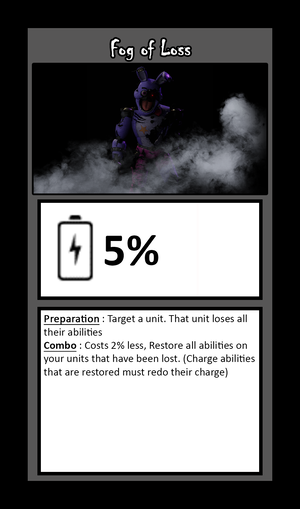 Fog of Loss
5%
Preparation : Target a unit. That unit loses all
their abilities
Combo : Costs 2% less, Restore all abilities on
your units that have been lost. (Charge abilities
that are restored must redo their charge)